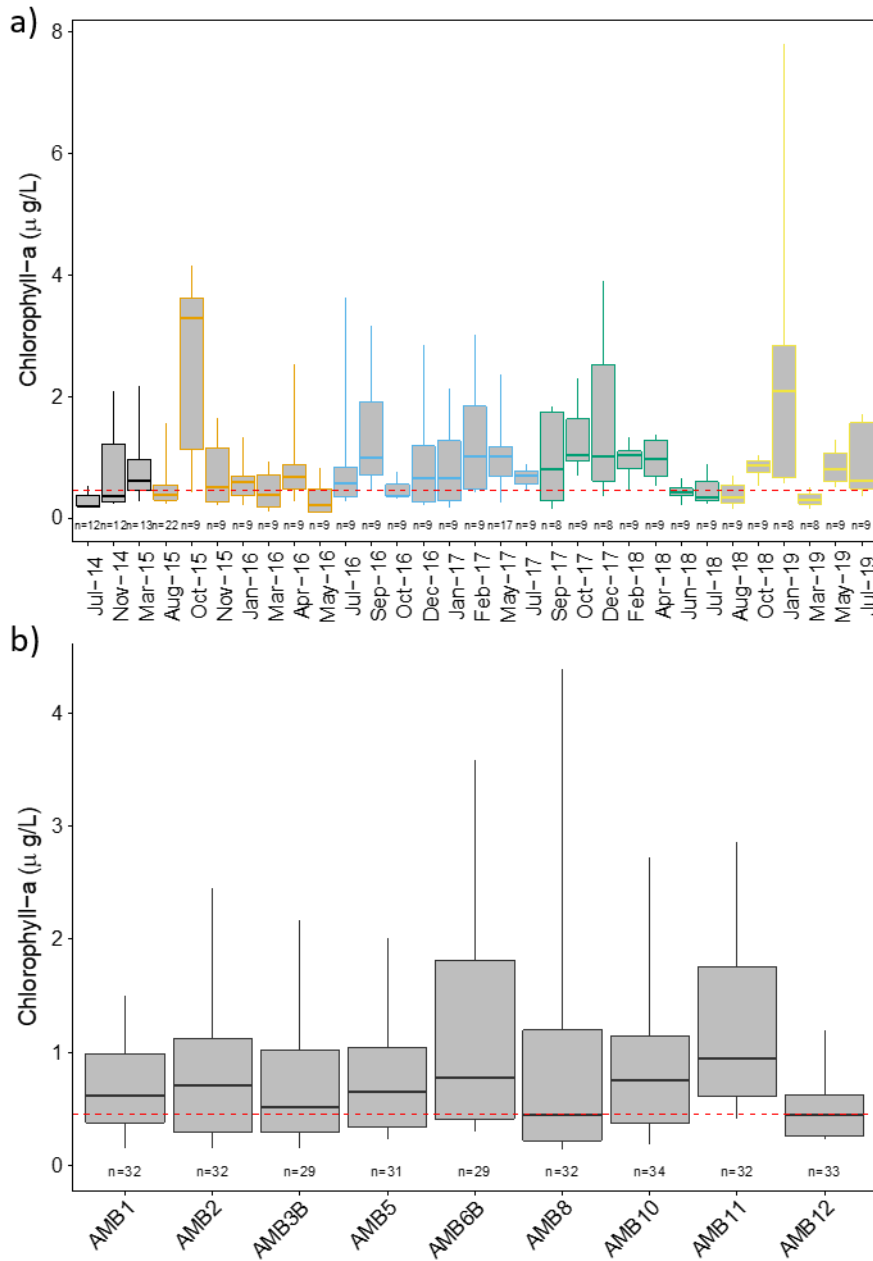 a)
Chlorophyll−a (μ g/L)
8
6
4
2
0
n=12 n=12 n=13 n=22 n=9 n=9 n=9 n=9 n=9 n=9 n=9 n=9 n=9 n=9 n=9 n=9 n=17 n=9 n=8 n=9 n=8 n=9 n=9 n=9 n=9 n=9 n=9 n=8 n=8 n=9 n=9
Jul−14
Nov−14
Mar−15
Aug−15
Oct−15
Nov−15
Jan−16
Mar−16
Apr−16
May−16
Jul−16
Sep−16
Oct−16
Dec−16
Jan−17
Feb−17
May−17
Jul−17
Sep−17
Oct−17
Dec−17
Feb−18
Apr−18
Jun−18
Jul−18
Aug−18
Oct−18
Jan−19
Mar−19
May−19
Jul−19
b)
Chlorophyll−a (μ g/L)
4
3
2
1
0
n=32 n=32 n=29 n=31 n=29 n=32 n=34 n=32 n=33
AMB1
AMB2
AMB3B
AMB5
AMB6B
AMB8
AMB10
AMB11
AMB12